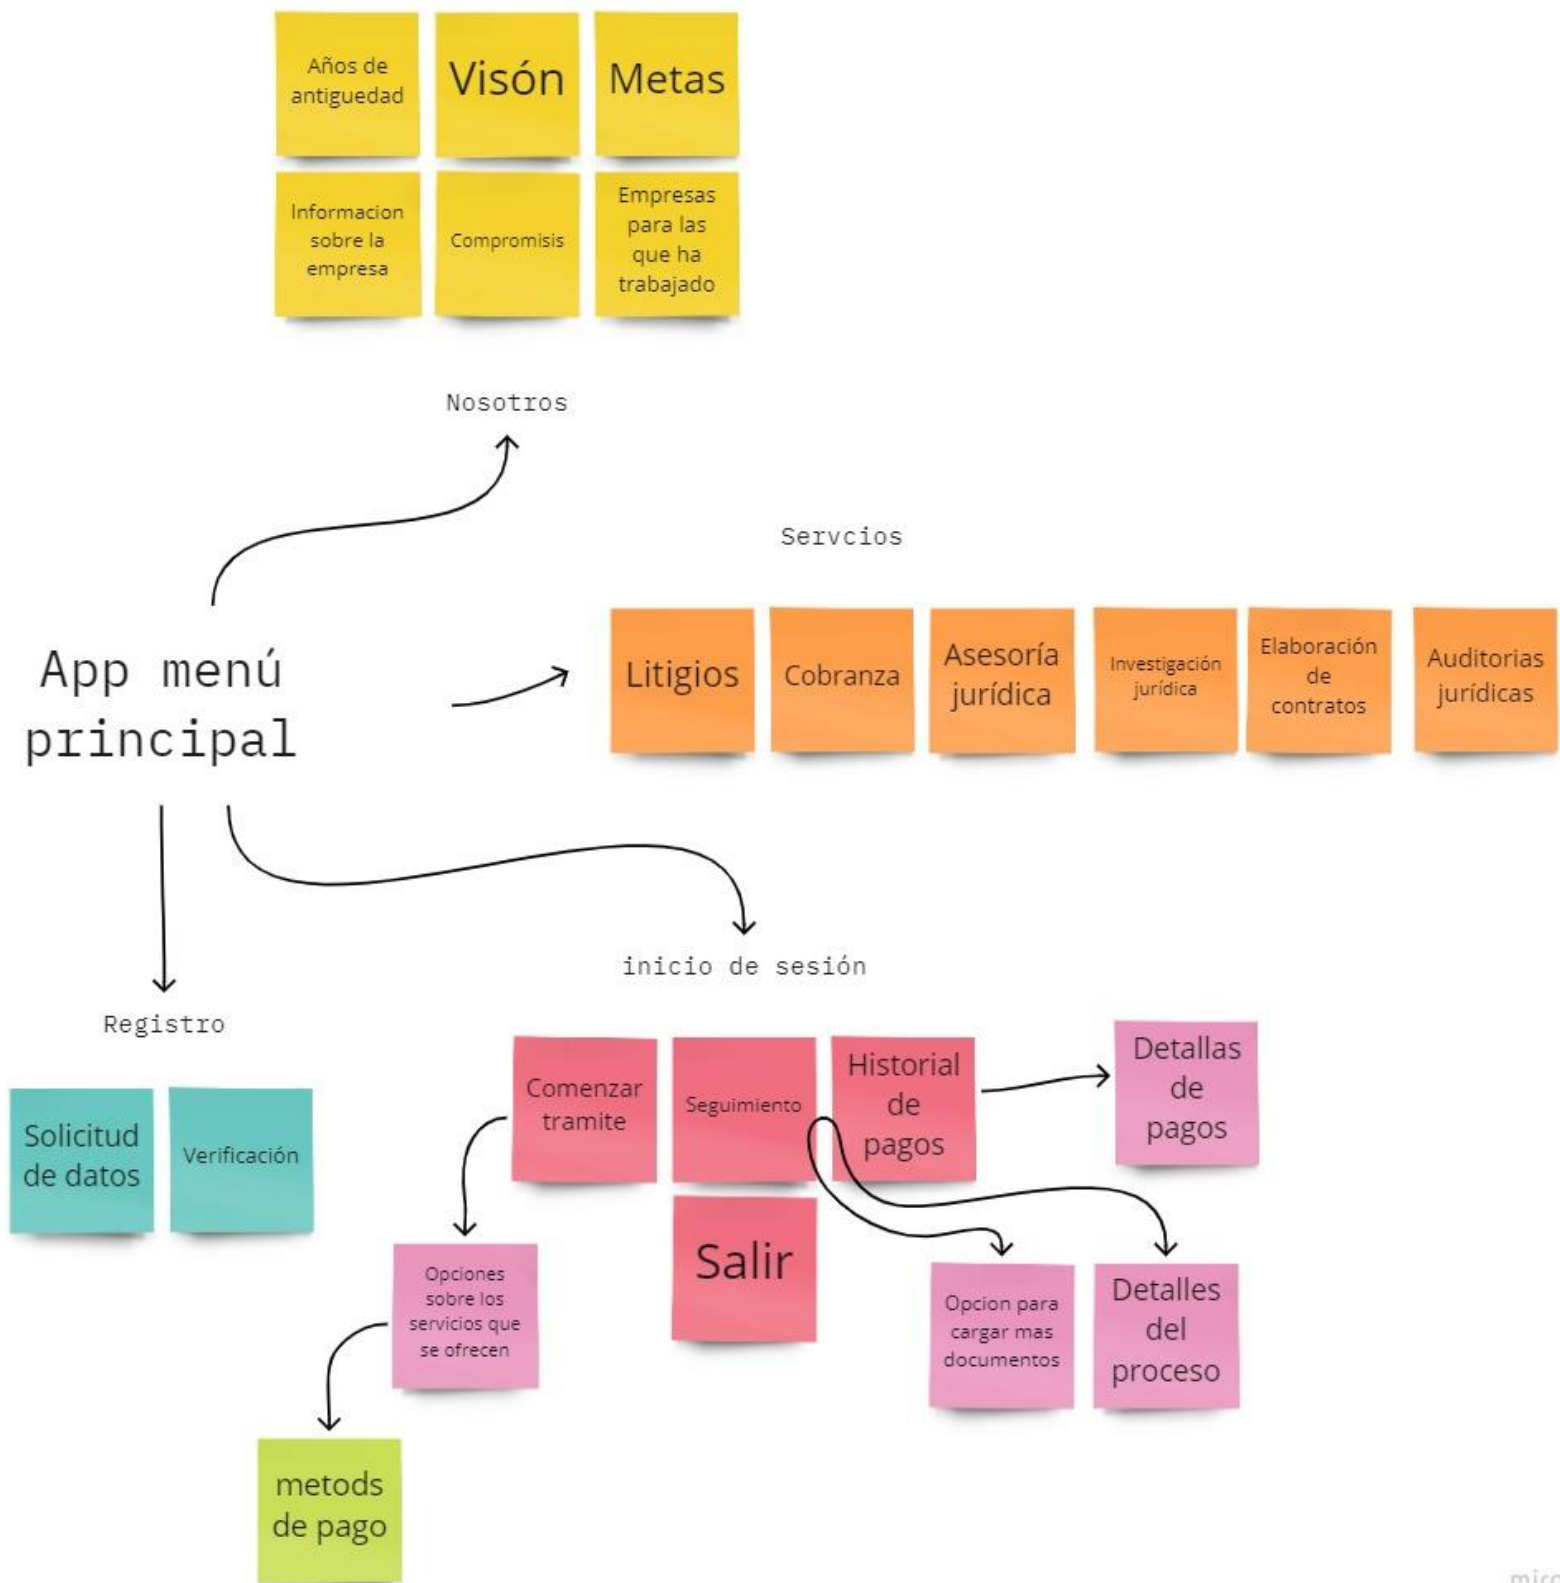 Años de
antiguedad
Visón
Metas
Informacion
sobre la
empresa
Compromisis
Empresas
para las
que ha
trabajado
Nosotros
Servcios
App menú
principal
Litigios
Cobranza
Asesoría
jurídica
Investigación
jurídica
Elaboración
de
contratos
Auditorias
jurídicas
inicio de sesión
Registro
Solicitud
de datos
Verificación
Comenzar
tramite
Seguimiento
Historial
de
pagos
Detallas
de
pagos
Salir
Opciones
sobre los
servicios que
se ofrecen
Opcion para
cargar mas
documentos
Detalles
del
proceso
metods
de pago